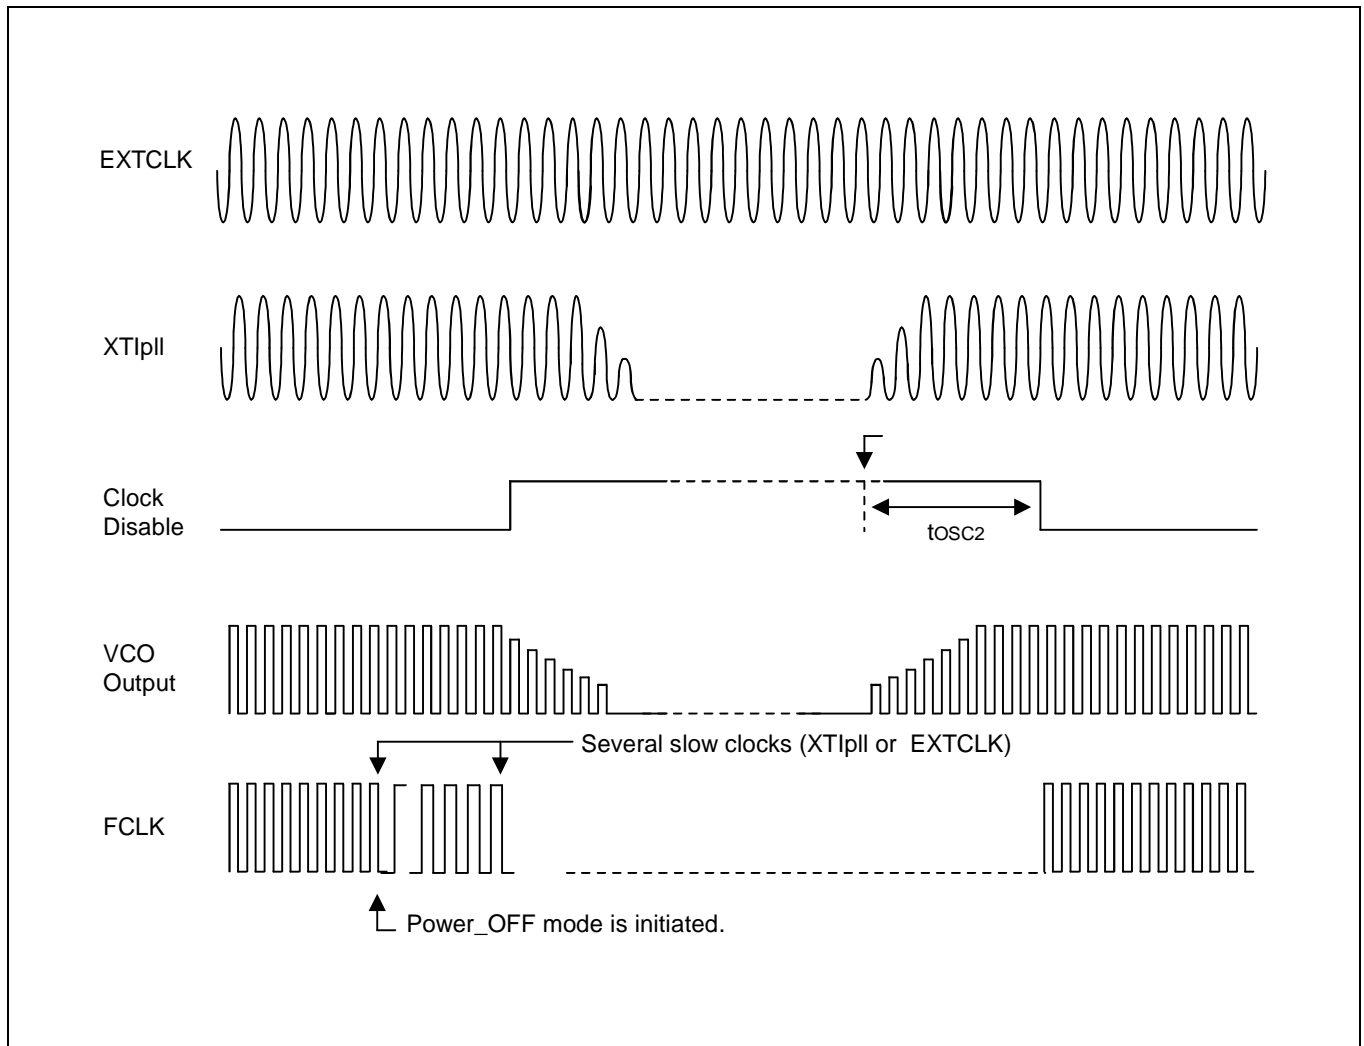 EXTCLK
XTIpll
Clock
Disable
tOSC2
VCO
Output
Several slow clocks (XTIpll or EXTCLK)
FCLK
Power_OFF mode is initiated.